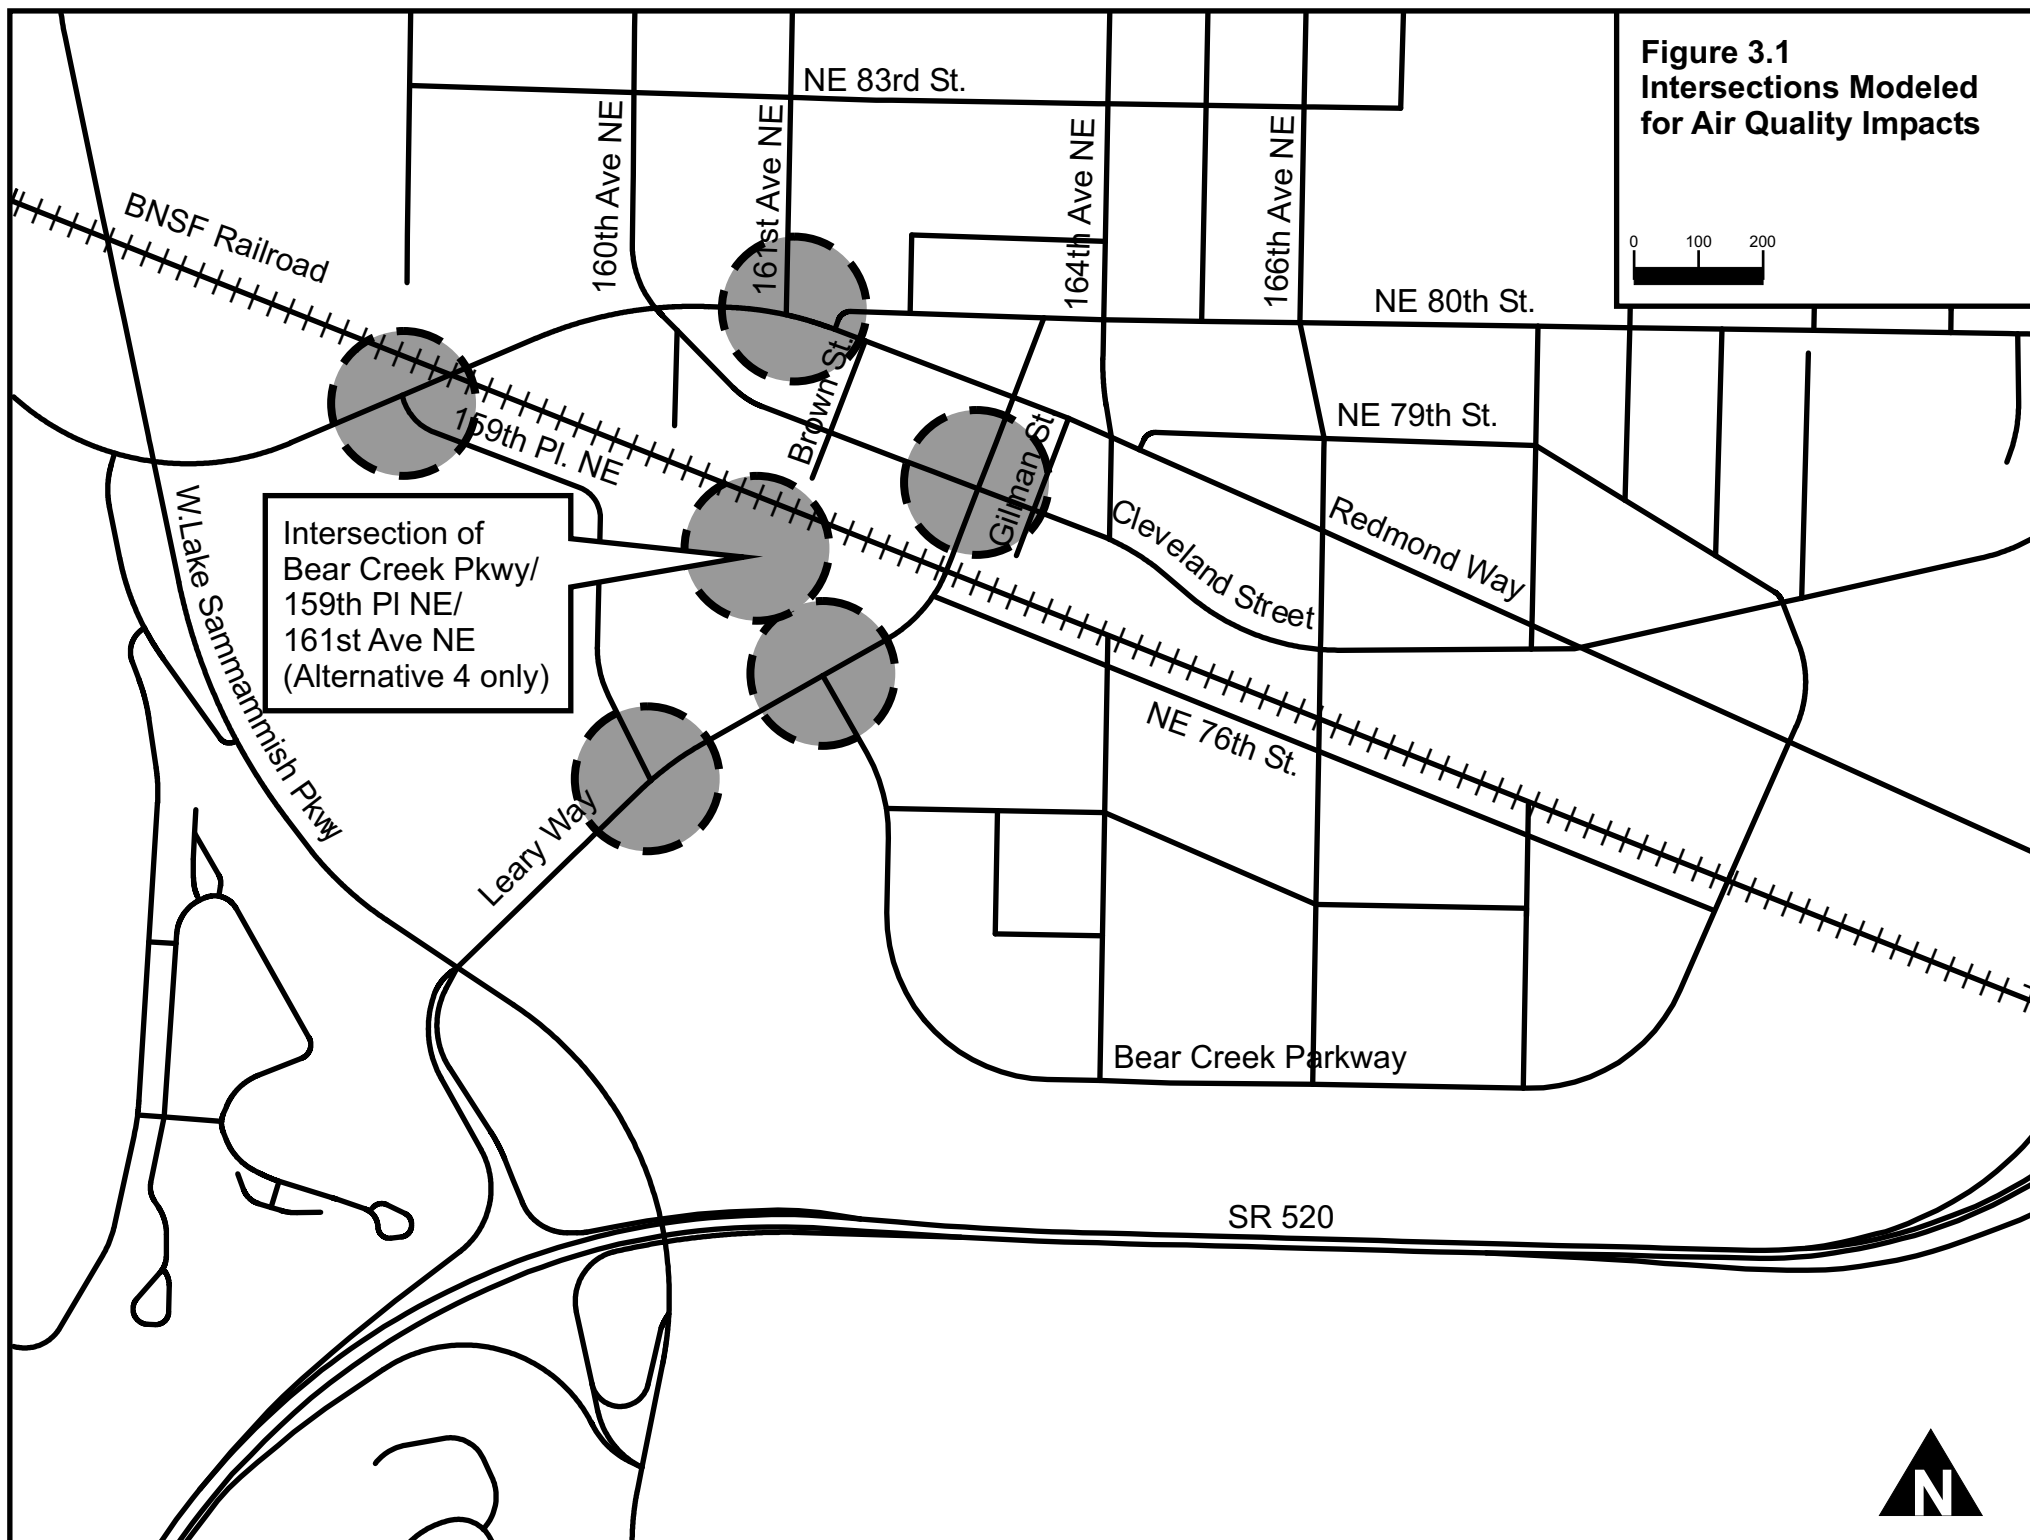 Figure 3.1
Intersections Modeled
for Air Quality Impacts
0 100 200
NE 83rd St.
160th Ave NE
161st Ave NE
164th Ave NE
166th Ave NE
BNSF Railroad
NE 80th St.
Brown St.
159th Pl. NE
Gilman St
NE 79th St.
W.Lake Sammammish Pkwy
Intersection of
Bear Creek Pkwy/
159th Pl NE/
161st Ave NE
(Alternative 4 only)
Cleveland Street
Redmond Way
NE 76th St.
Leary Way
Bear Creek Parkway
SR 520
N